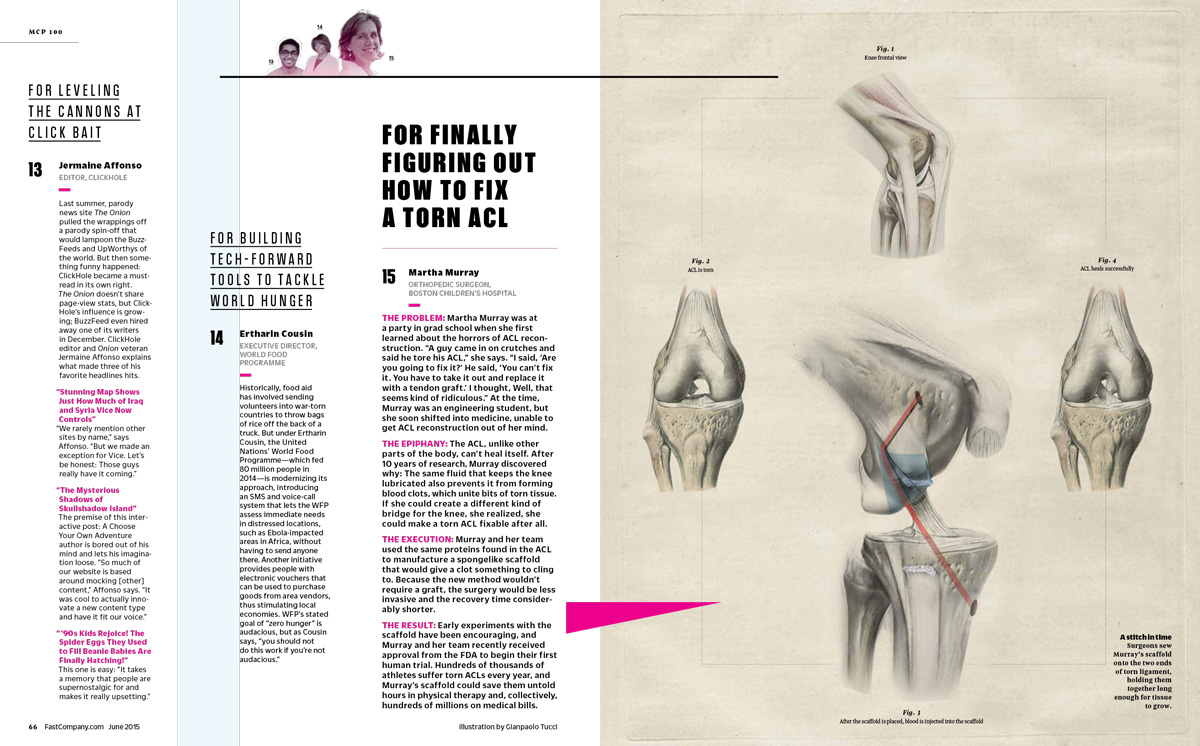 MCP 100
FOR LEVELING
THE CANNONS AT
CLICK BAIT
13
Jermaine Affonso
EDITOR, CLICKHOLE
Last summer, parody
news site The Onion
pulled the wrappings off
a parody spin-off that
would lampoon the Buzz-
Feeds and UpWorthys of
the world. But then some-
thing funny happened:
ClickHole became a must-
read in its own right.
The Onion doesn't share
page-view stats, but Click-
Hole's influence is grow-
ing; BuzzFeed even hired
away one of its writers
in December. ClickHole
editor and Onion veteran
Jermaine Affonso explains
what made three of his
favorite headlines hits.
"Stunning Map Shows
Just How Much of Iraq
and Syria Vice Now
Controls"
"We rarely mention other
sites by name," says
Affonso. "But we made an
exception for Vice. Let's
be honest: Those guys
really have it coming."
"The Mysterious
Shadows of
Skullshadow Island"
The premise of this inter-
active post: A Choose
Your Own Adventure
author is bored out of his
mind and lets his imagina-
tion loose. "So much of
our website is based
around mocking [other]
content," Affonso says. "It
was cool to actually inno-
vate a new content type
and have it fit our voice."
"'90s Kids Rejoice! The
Spider Eggs They Used
to Fill Beanie Babies Are
Finally Hatching!"
This one is easy: "It takes
a memory that people are
supernostalgic for and
makes it really upsetting."
66 FastCompany.com June 2015
13
14
15
FOR BUILDING
TECH-FORWARD
TOOLS TO TACKLE
WORLD HUNGER
14
Ertharin Cousin
EXECUTIVE DIRECTOR,
WORLD FOOD
PROGRAMME
Historically, food aid
has involved sending
volunteers into war-torn
countries to throw bags
of rice off the back of a
truck. But under Ertharin
Cousin, the United
Nations' World Food
Programme—which fed
80 million people in
2014—is modernizing its
approach, introducing
an SMS and voice-call
system that lets the WFP
assess immediate needs
in distressed locations,
such as Ebola-impacted
areas in Africa, without
having to send anyone
there. Another initiative
provides people with
electronic vouchers that
can be used to purchase
goods from area vendors,
thus stimulating local
economies. WFP's stated
goal of "zero hunger" is
audacious, but as Cousin
says, "you should not
do this work if you're not
audacious."
FOR FINALLY
FIGURING OUT
HOW TO FIX
A TORN ACL
15
Martha Murray
ORTHOPEDIC SURGEON,
BOSTON CHILDREN'S HOSPITAL
THE PROBLEM: Martha Murray was at
a party in grad school when she first
learned about the horrors of ACL recon-
struction. "A guy came in on crutches and
said he tore his ACL," she says. "I said, 'Are
you going to fix it?' He said, 'You can't fix
it. You have to take it out and replace it
with a tendon graft.' I thought, Well, that
seems kind of ridiculous." At the time,
Murray was an engineering student, but
she soon shifted into medicine, unable to
get ACL reconstruction out of her mind.
THE EPIPHANY: The ACL, unlike other
parts of the body, can't heal itself. After
10 years of research, Murray discovered
why: The same fluid that keeps the knee
lubricated also prevents it from forming
blood clots, which unite bits of torn tissue.
If she could create a different kind of
bridge for the knee, she realized, she
could make a torn ACL fixable after all.
THE EXECUTION: Murray and her team
used the same proteins found in the ACL
to manufacture a spongelike scaffold
that would give a clot something to cling
to. Because the new method wouldn't
require a graft, the surgery would be less
invasive and the recovery time consider-
ably shorter.
THE RESULT: Early experiments with the
scaffold have been encouraging, and
Murray and her team recently received
approval from the FDA to begin their first
human trial. Hundreds of thousands of
athletes suffer torn ACLs every year, and
Murray's scaffold could save them untold
hours in physical therapy and, collectively,
hundreds of millions on medical bills.
Illustration by Gianpaolo Tucci
Fig. 1
Knee frontal view
Fig. 2
ACL is torn
Fig. 4
ACL heals successfully
A stitch in time
Surgeons sew
Murray's scaffold
onto the two ends
of torn ligament,
holding them
together long
enough for tissue
to grow.
Fig. 3
After the scaffold is placed, blood is injected into the scaffold